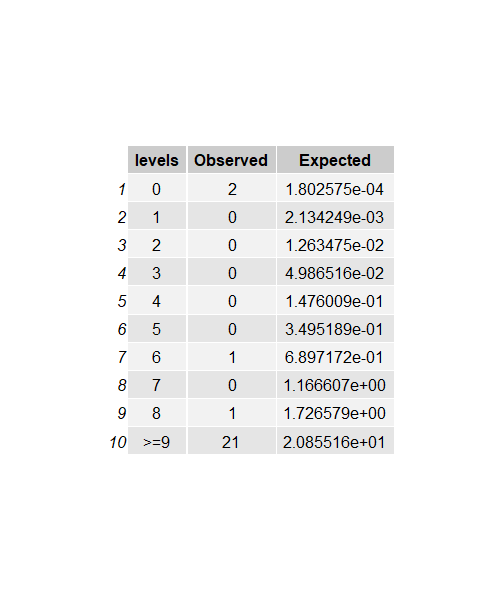 levels Observed Expected
1 0 2 1.802575e-04
2 1 0 2.134249e-03
3 2 0 1.263475e-02
4 3 0 4.986516e-02
5 4 0 1.476009e-01
6 5 0 3.495189e-01
7 6 1 6.897172e-01
8 7 0 1.166607e+00
9 8 1 1.726579e+00
10 >=9 21 2.085516e+01